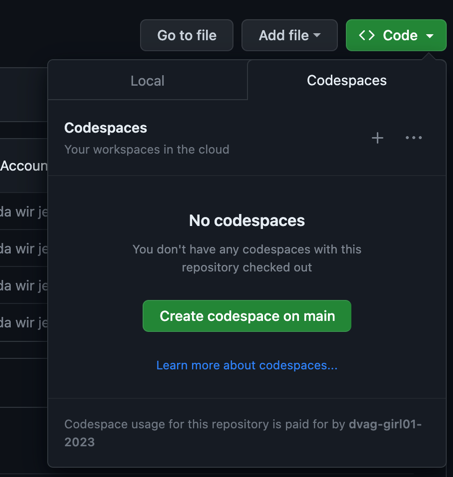 Go to file
Add file
<> Code
Local
Codespaces
Codespaces
Your workspaces in the cloud
Accoun
da wir je
da wir je
da wir je
da wir je
No codespaces
You don't have any codespaces with this
repository checked out
Create codespace on main
Learn more about codespaces...
Codespace usage for this repository is paid for by dvag-girl01-
2023